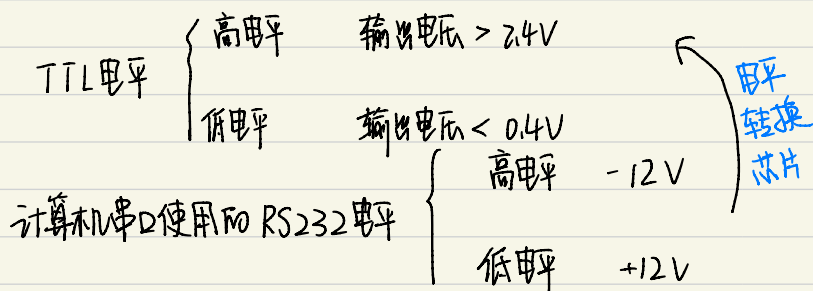 高电平 输出电压 > 2.4V
TTL电平
低电平 输出电压 < 0.4V
高电平 -12V
计算机串口使用的 RS232电平
低电平 +12V
电平
转换
芯片